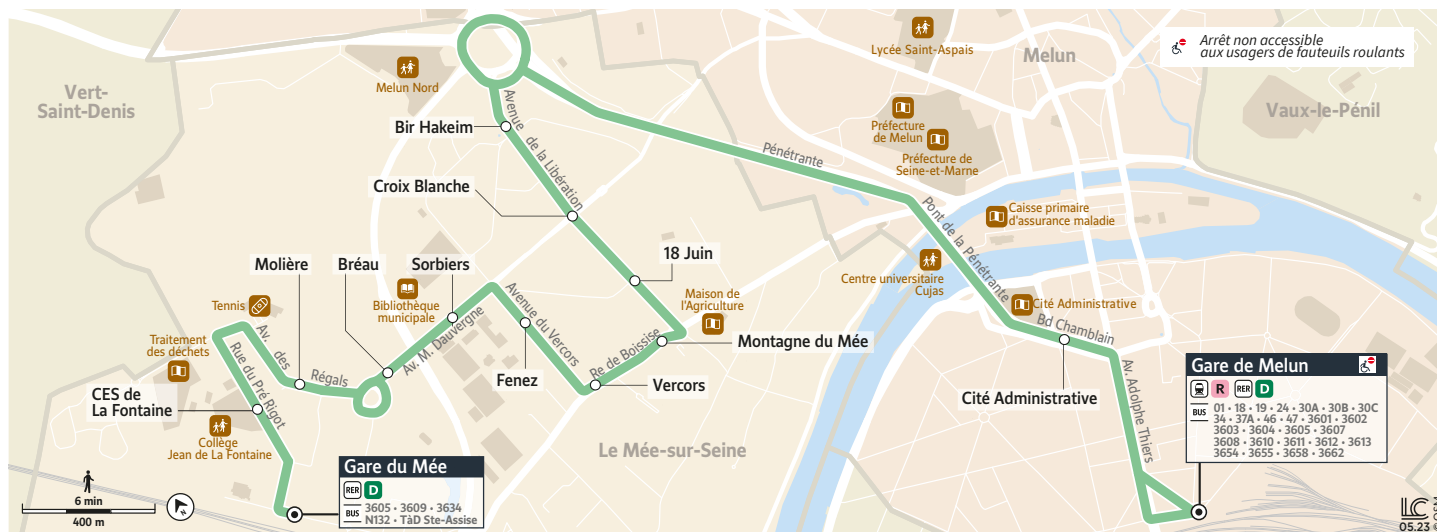 Vert-
Saint-Denis
Melun Nord
Lycée Saint-Aspais
Melun
Arrêt non accessible
aux usagers de fauteuils roulants
Vaux-le-Pénil
Bir Hakeim
Avenue de la Libération
Préfecture
de Melun
Préfecture de
Seine-et-Marne
Pénétrante
Croix Blanche
Pont de la Pénétrante
Caisse primaire
d'assurance maladie
18 Juin
Molière
Bréau
Sorbiers
Centre universitaire
Cujas
Tennis
Bibliothèque
municipale
Maison de
l'Agriculture
Cité Administrative
Traitement
des déchets
Av. des Régals
Av. M. Dauvergne
Avenue du Vercors
Re de Boissise
Bd Chamblain
Montagne du Mée
Rue du Pré Rigot
CES de
La Fontaine
Fenez
Vercors
Cité Administrative
Av. Adolphe Thiers
Gare de Melun
R RER D
BUS 01 • 18 • 19 • 24 • 30A • 30B • 30C
34 • 37A • 46 • 47 • 3601 • 3602
3603 • 3604 • 3605 • 3607
3608 • 3610 • 3611 • 3612 • 3613
3654 • 3655 • 3658 • 3662
Collège
Jean de La Fontaine
Le Mée-sur-Seine
Gare du Mée
RER D
BUS 3605 • 3609 • 3634
N132 • TàD Ste-Assise
6 min
400 m
N
LC
05.23